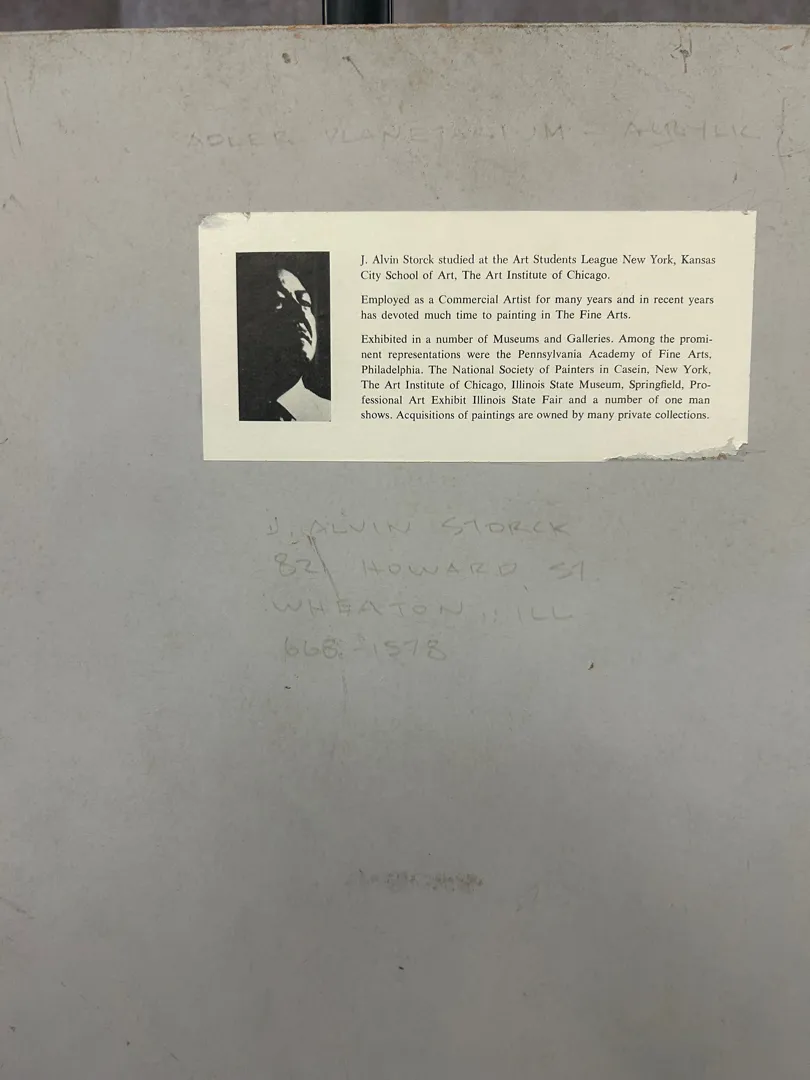 ADLER PLANETARIUM - ACRYLIC
J. Alvin Storck studied at the Art Students League New York, Kansas
City School of Art, The Art Institute of Chicago.
Employed as a Commercial Artist for many years and in recent years
has devoted much time to painting in The Fine Arts.
Exhibited in a number of Museums and Galleries. Among the promi-
nent representations were the Pennsylvania Academy of Fine Arts,
Philadelphia. The National Society of Painters in Casein, New York,
The Art Institute of Chicago, Illinois State Museum, Springfield, Pro-
fessional Art Exhibit Illinois State Fair and a number of one man
shows. Acquisitions of paintings are owned by many private collections.
J. ALVIN STORCK
HOWARD ST
WHEATON, ILL
668-1578